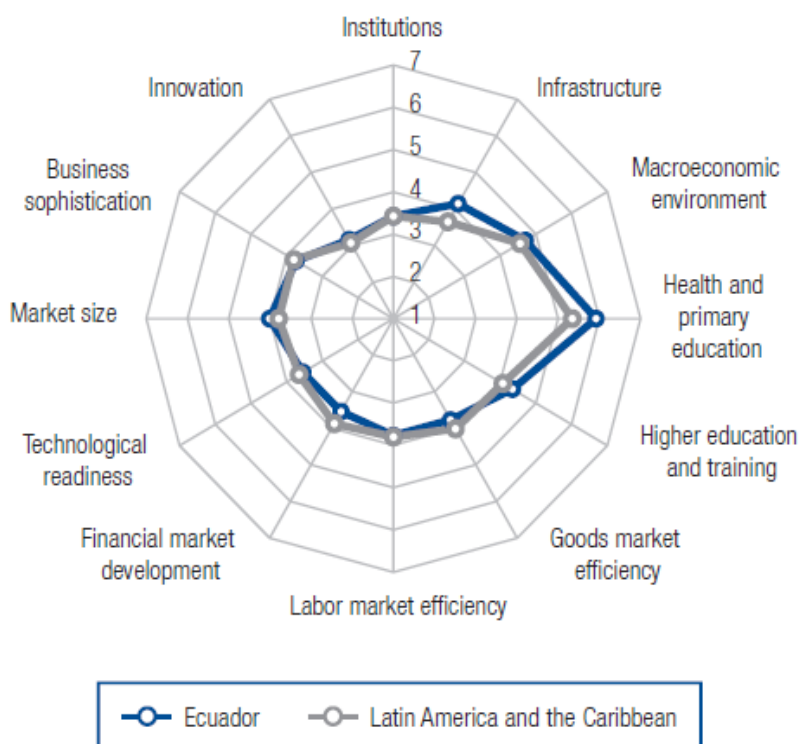 Institutions
7
6
5
4
3
2
1
Infrastructure
Macroeconomic
environment
Health and
primary
education
Higher education
and training
Goods market
efficiency
Labor market efficiency
Financial market
development
Technological
readiness
Market size
Business
sophistication
Innovation
Ecuador
Latin America and the Caribbean